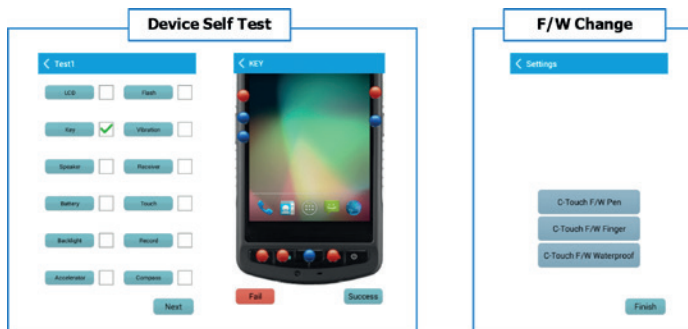 Device Self Test
F/W Change
Test1
KEY
Settings
LCD Flash
Key Vibration
Speaker Receiver
Battery Touch
Backlight Record
Accelerator Compass
Next
Fail Success
C-Touch F/W Pen
C-Touch F/W Finger
C-Touch F/W Waterproof
Finish